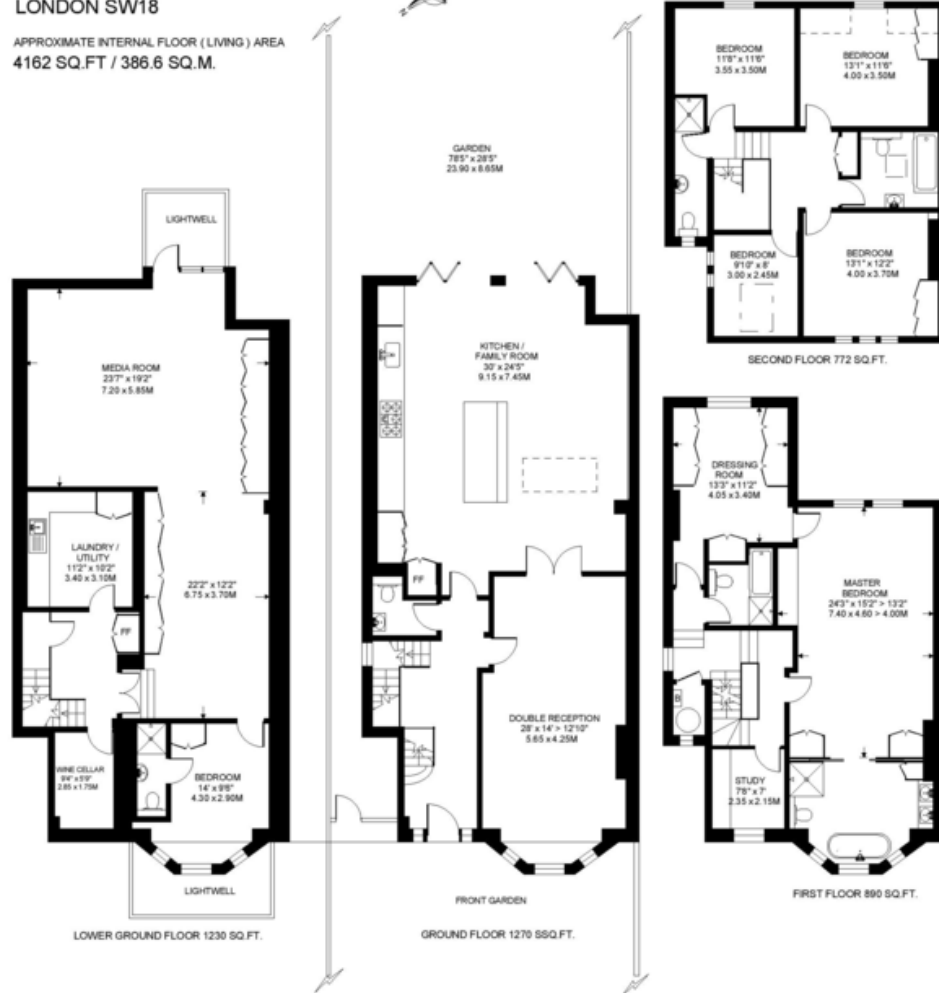 LONDON SW18
APPROXIMATE INTERNAL FLOOR ( LIVING ) AREA
4162 SQ.FT / 386.6 SQ.M.
LIGHTWELL
MEDIA ROOM
23'7" x 19'2"
7.20 x 5.85M
LAUNDRY /
UTILITY
11'2" x 10'2"
3.40 x 3.10M
22'2" x 12'2"
6.75 x 3.70M
FF
WINE CELLAR
9'4" x 5'9"
2.85 x 1.75M
BEDROOM
14' x 9'6"
4.30 x 2.90M
LIGHTWELL
LOWER GROUND FLOOR 1230 SQ.FT.
GARDEN
78'5" x 28'5"
23.90 x 8.65M
KITCHEN /
FAMILY ROOM
30' x 24'5"
9.15 x 7.45M
FF
DOUBLE RECEPTION
28' x 14' > 12'10"
5.65 x 4.25M
FRONT GARDEN
GROUND FLOOR 1270 SSQ.FT.
BEDROOM
11'8" x 11'6"
3.55 x 3.50M
BEDROOM
13'1" x 11'6"
4.00 x 3.50M
BEDROOM
9'10" x 8'
3.00 x 2.45M
BEDROOM
13'1" x 12'2"
4.00 x 3.70M
SECOND FLOOR 772 SQ.FT.
DRESSING
ROOM
13'3" x 11'2"
4.05 x 3.40M
MASTER
BEDROOM
24'3" x 15'2" > 13'2"
7.40 x 4.60 > 4.00M
STUDY
7'8" x 7'
2.35 x 2.15M
FIRST FLOOR 890 SQ.FT.